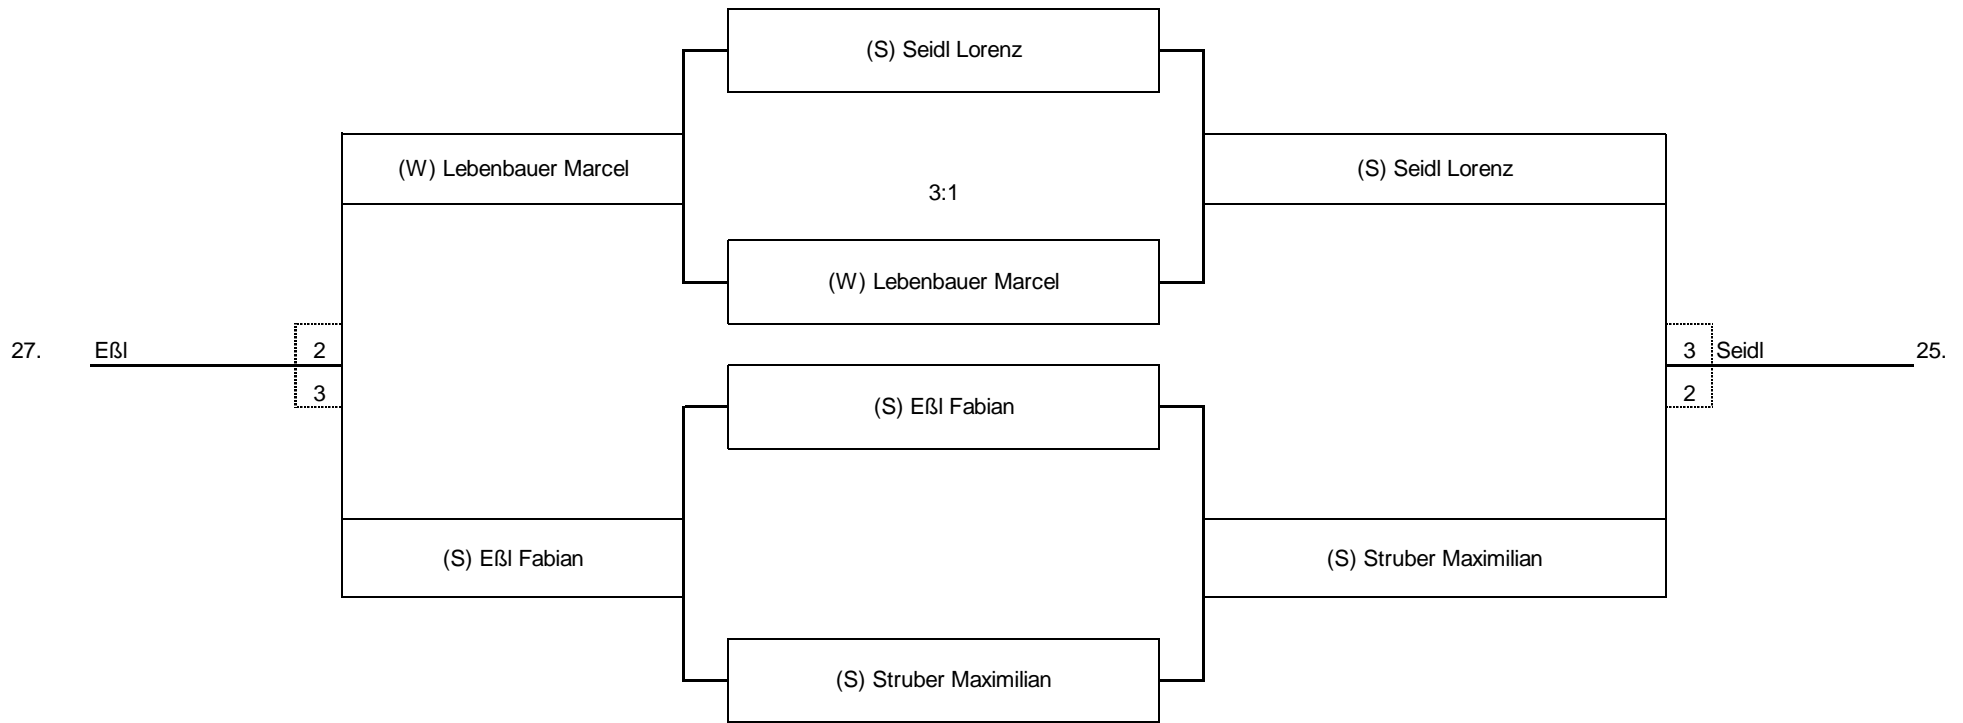 (S) Seidl Lorenz
(W) Lebenbauer Marcel
(S) Seidl Lorenz
3:1
(W) Lebenbauer Marcel
27. Eßl 2
3 Seidl 25.
3
2
(S) Eßl Fabian
(S) Eßl Fabian
(S) Struber Maximilian
(S) Struber Maximilian